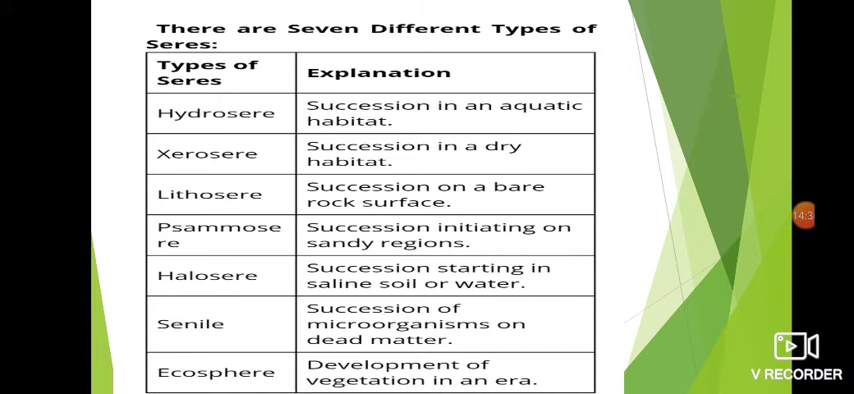 There are Seven Different Types of
Seres:
Types of
Seres
Explanation
Hydrosere
Succession in an aquatic
habitat.
Xerosere
Succession in a dry
habitat.
Lithosere
Succession on a bare
rock surface.
Psammose
re
Succession initiating on
sandy regions.
Halosere
Succession starting in
saline soil or water.
Senile
Succession of
microorganisms on
dead matter.
Ecosphere
Development of
vegetation in an era.
14:3
V RECORDER